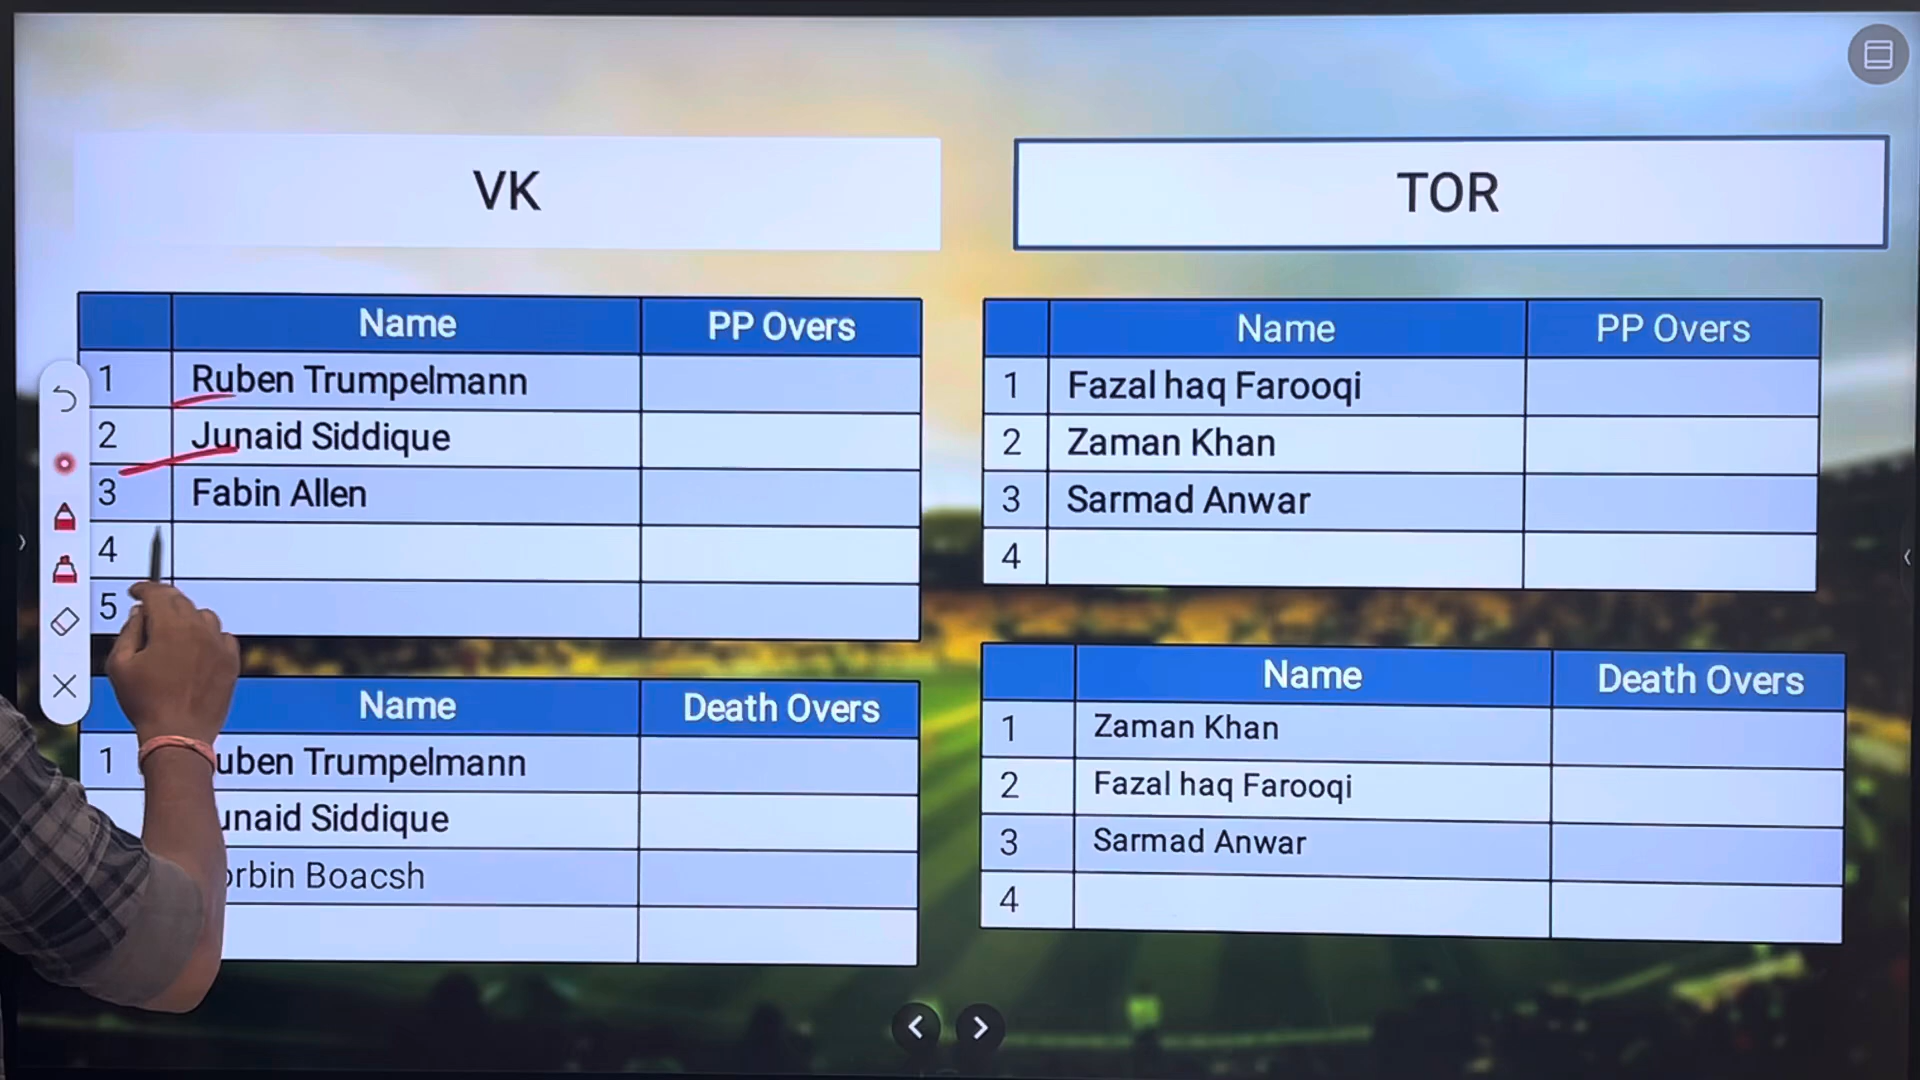 VK
Name PP Overs
1 Ruben Trumpelmann
2 Junaid Siddique
3 Fabin Allen
4
5
Name Death Overs
1 uben Trumpelmann
unaid Siddique
orbin Boacsh
TOR
Name PP Overs
1 Fazal haq Farooqi
2 Zaman Khan
3 Sarmad Anwar
4
Name Death Overs
1 Zaman Khan
2 Fazal haq Farooqi
3 Sarmad Anwar
4